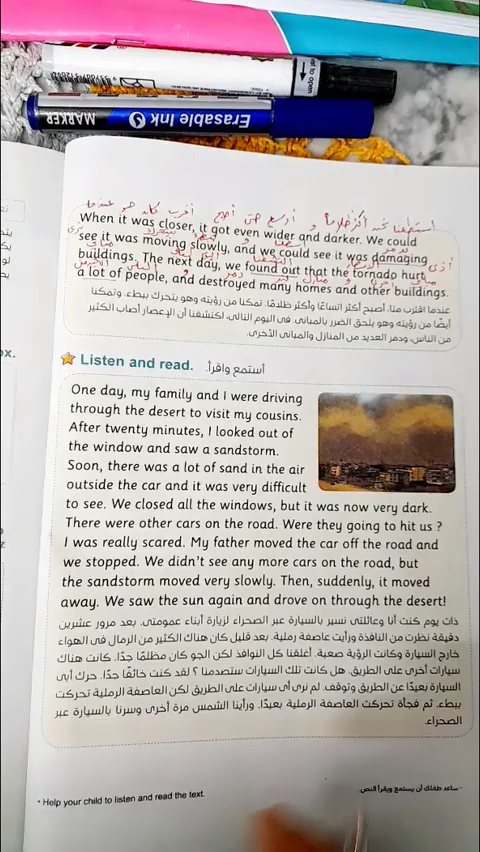 Erasable Ink
MARKER
When it was closer, it got even wider and darker. We could
see it was moving slowly, and we could see it was damaging
buildings. The next day, we found out that the tornado hurt
a lot of people, and destroyed many homes and other buildings.
عندما اقترب منا، أصبح أكثر اتساعًا وأكثر ظلامًا. تمكنا من رؤيته وهو يتحرك ببطء. وتمكنا
أيضًا من رؤيته وهو يلحق الضرر بالمباني. في اليوم التالي، اكتشفنا أن الإعصار أصاب الكثير
من الناس، ودمر العديد من المنازل والمباني الأخرى.
Listen and read. أستمع واقرأ.
One day, my family and I were driving
through the desert to visit my cousins.
After twenty minutes, I looked out of
the window and saw a sandstorm.
Soon, there was a lot of sand in the air
outside the car and it was very difficult
to see. We closed all the windows, but it was now very dark.
There were other cars on the road. Were they going to hit us ?
I was really scared. My father moved the car off the road and
we stopped. We didn't see any more cars on the road, but
the sandstorm moved very slowly. Then, suddenly, it moved
away. We saw the sun again and drove on through the desert!
ذات يوم كنت أنا وعائلتي نسير بالسيارة عبر الصحراء لزيارة أبناء عمومتي. بعد مرور عشرين
دقيقة نظرت من النافذة ورأيت عاصفة رملية. بعد قليل كان هناك الكثير من الرمال في الهواء
خارج السيارة وكانت الرؤية صعبة. أغلقنا كل النوافذ لكن الجو كان مظلمًا جدًا. كانت هناك
سيارات أخرى على الطريق. هل كانت تلك السيارات ستصدمنا ؟ لقد كنت خائفًا جدًا. حرك أبي
السيارة بعيدًا عن الطريق وتوقف. لم نرى أي سيارات على الطريق لكن العاصفة الرملية تحركت
ببطء. ثم فجأة تحركت العاصفة الرملية بعيدًا. ورأينا الشمس مرة أخرى وسرنا بالسيارة عبر
الصحراء.
* Help your child to listen and read the text.
- ساعد طفلك أن يستمع ويقرأ النص